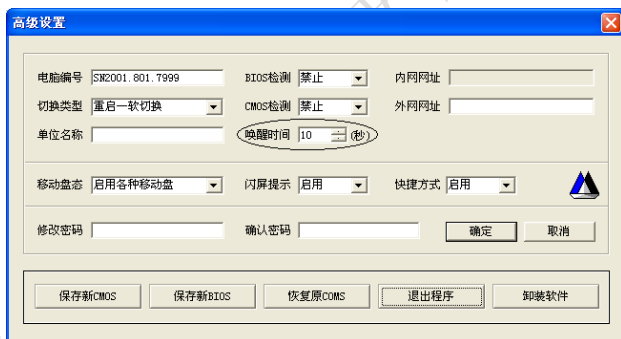 高级设置
电脑编号 SN2001.801.7999 BIOS检测 禁止 内网网址
切换类型 重启一软切换 CMOS检测 禁止 外网网址
单位名称 唤醒时间 10 (秒)
移动盘态 启用各种移动盘 闪屏提示 启用 快捷方式 启用
修改密码 确认密码 确定 取消
保存新CMOS 保存新BIOS 恢复原COMS 退出程序 卸装软件